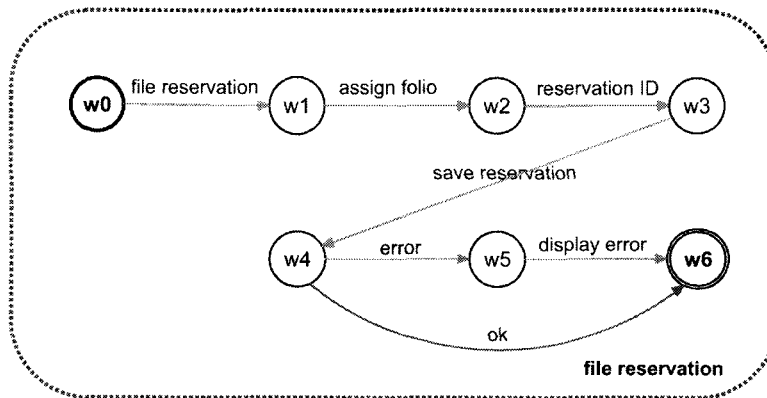 file reservation
assign folio
reservation ID
w0
w1
w2
w3
save reservation
w4
error
w5
display error
w6
ok
file reservation